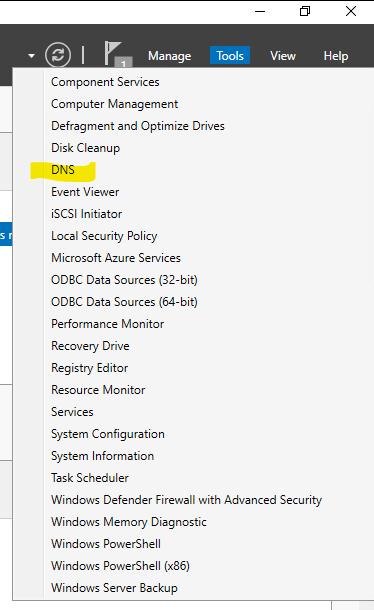 1
Manage Tools View Help
Component Services
Computer Management
Defragment and Optimize Drives
Disk Cleanup
DNS
Event Viewer
iSCSI Initiator
Local Security Policy
Microsoft Azure Services
ODBC Data Sources (32-bit)
ODBC Data Sources (64-bit)
Performance Monitor
Recovery Drive
Registry Editor
Resource Monitor
Services
System Configuration
System Information
Task Scheduler
Windows Defender Firewall with Advanced Security
Windows Memory Diagnostic
Windows PowerShell
Windows PowerShell (x86)
Windows Server Backup